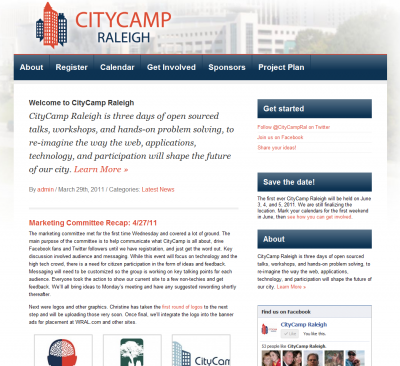 CITYCAMP
RALEIGH
About Register Calendar Get Involved Sponsors Project Plan
Welcome to CityCamp Raleigh
CityCamp Raleigh is three days of open sourced
talks, workshops, and hands-on problem solving, to
re-imagine the way the web, applications,
technology, and participation will shape the future
of our city. Learn More »
By admin / March 29th, 2011 / Categories: Latest News
Marketing Committee Recap: 4/27/11
The marketing committee met for the first time Wednesday and covered a lot of ground. The
main purpose of the committee is to help communicate what CityCamp is all about, drive
Facebook fans and Twitter followers until we have registration, and just get the word out. Key
discussion involved audience and messaging. While this event will focus on technology and the
high tech crowd, there is a need for citizen participation in the form of ideas and feedback.
Messaging will need to be customized so the group is working on key talking points for each
audience. Everyone took the action to show our current site to a few non-techies and get
feedback. We'll all bring ideas to Monday's meeting and have any suggested rewording shortly
thereafter.
Next were logos and other graphics. Christina has taken the first round of logos to the next
step and will be uploading those very soon. Once final, we'll integrate the logo into the banner
ads for placement at WRAL.com and other sites.
CityCam
Get started
Follow @CityCampRal on Twitter
Join us on Facebook
Share your ideas!
Save the date!
The first ever CityCamp Raleigh will be held on June
3, 4, and 5, 2011. We are still finalizing the
location. Mark your calendars for the first weekend
in June, then see how you can get involved.
About
CityCamp Raleigh is three days of open sourced
talks, workshops, and hands-on problem solving, to
re-imagine the way the web, applications,
technology, and participation will shape the future
of our city. Learn More »
Find us on Facebook
CityCamp Raleigh
Like
You like this.
53 people like CityCamp Raleigh